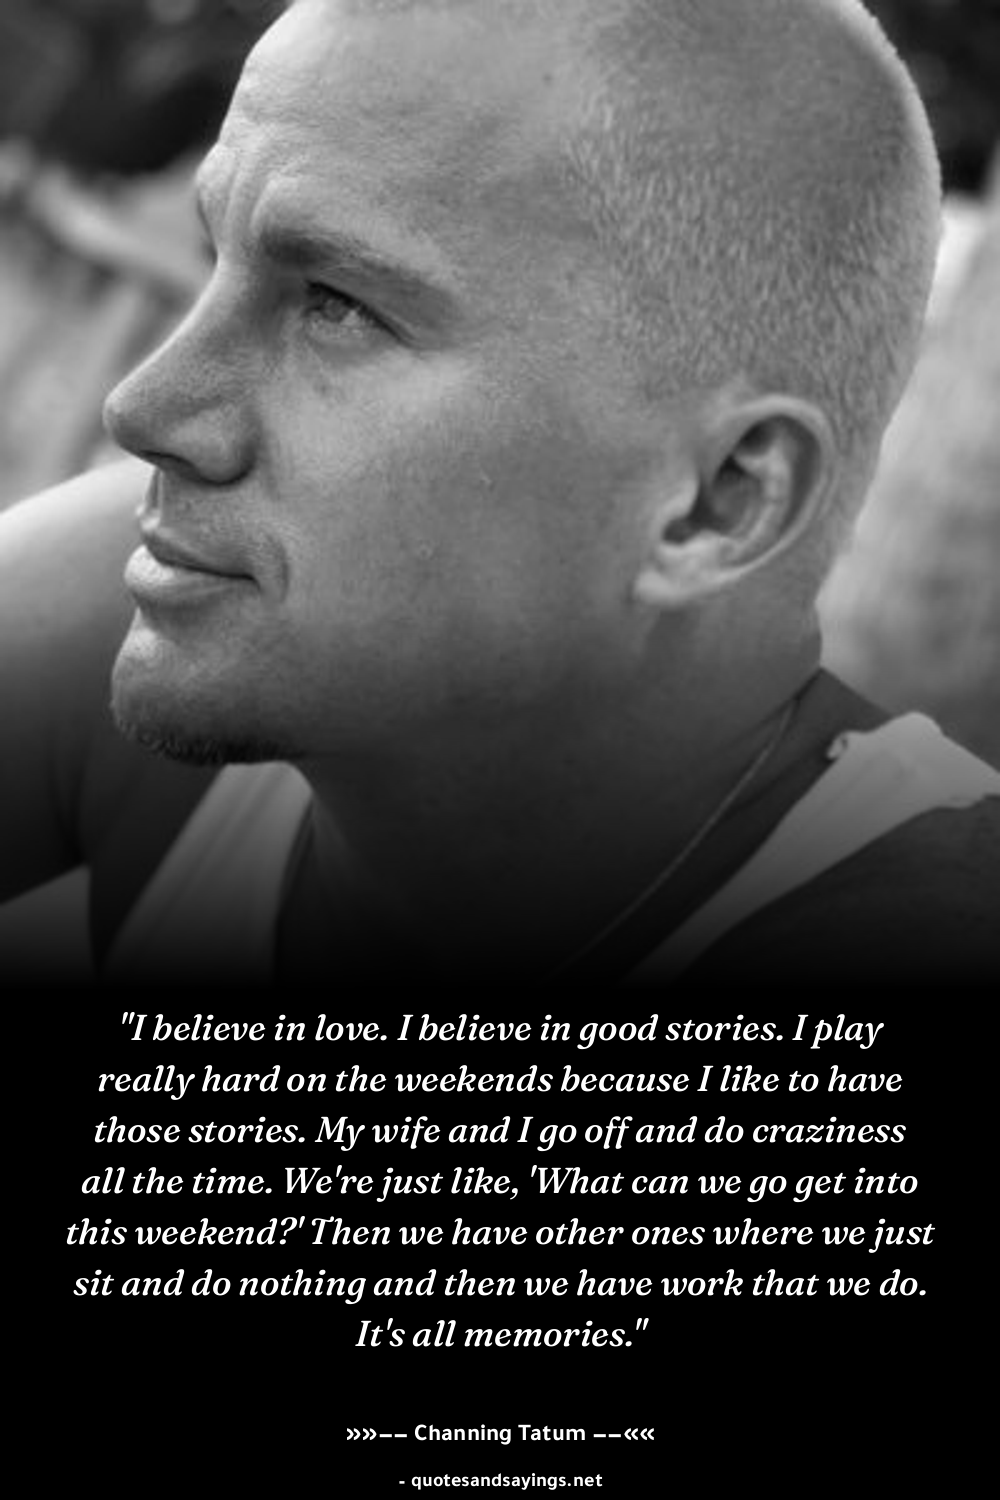 "I believe in love. I believe in good stories. I play
really hard on the weekends because I like to have
those stories. My wife and I go off and do craziness
all the time. We're just like, 'What can we go get into
this weekend?' Then we have other ones where we just
sit and do nothing and then we have work that we do.
It's all memories."
»»−− Channing Tatum −−««
- quotesandsayings.net